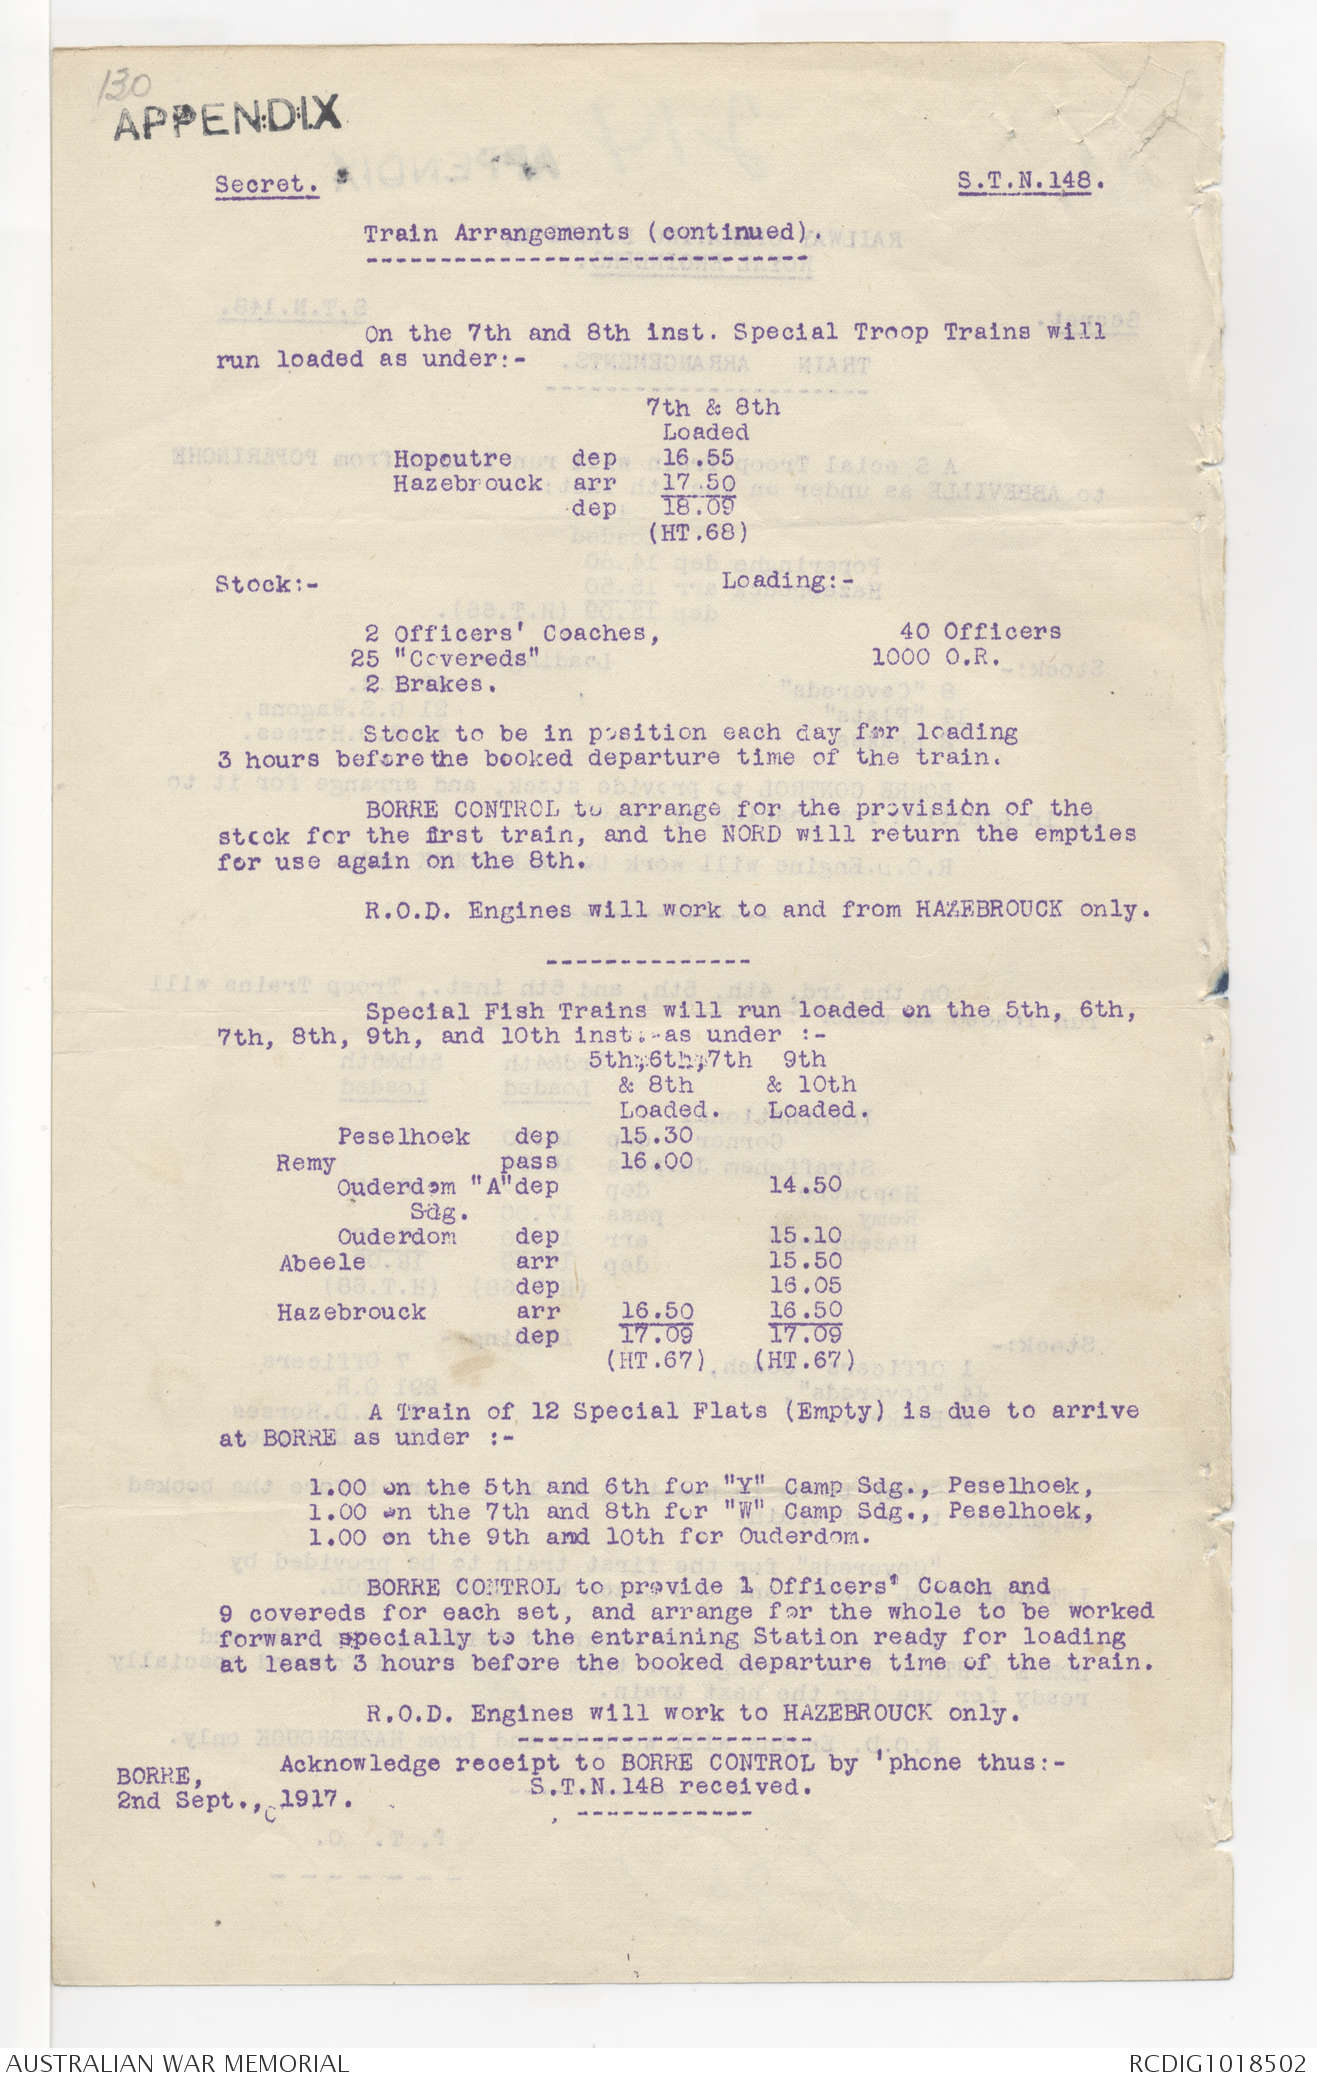 130
APPENDIX
Secret. S.T.N.148.
Train Arrangements (continued).
On the 7th and 8th inst. Special Troop Trains will
run loaded as under:-
7th & 8th
Loaded
Hopoutre dep 16.55
Hazebrouck arr 17.50
dep 18.09
(HT.68)
Stock:- Loading:-
2 Officers' Coaches, 40 Officers
25 "Covereds" 1000 O.R.
2 Brakes.
Stock to be in position each day for loading
3 hours before the booked departure time of the train.
BORRE CONTROL to arrange for the provision of the
stock for the first train, and the NORD will return the empties
for use again on the 8th.
R.O.D. Engines will work to and from HAZEBROUCK only.
Special Fish Trains will run loaded on the 5th, 6th,
7th, 8th, 9th, and 10th inst. as under :-
5th,6th,7th 9th
& 8th & 10th
Loaded. Loaded.
Peselhoek dep 15.30
Remy pass 16.00
Ouderdom "A" dep 14.50
Sdg.
Ouderdom dep 15.10
Abeele arr 15.50
dep 16.05
Hazebrouck arr 16.50 16.50
dep 17.09 17.09
(HT.67) (HT.67)
A Train of 12 Special Flats (Empty) is due to arrive
at BORRE as under :-
1.00 on the 5th and 6th for "Y" Camp Sdg., Peselhoek,
1.00 on the 7th and 8th for "W" Camp Sdg., Peselhoek,
1.00 on the 9th and 10th for Ouderdom.
BORRE CONTROL to provide 1 Officers' Coach and
9 covereds for each set, and arrange for the whole to be worked
forward specially to the entraining Station ready for loading
at least 3 hours before the booked departure time of the train.
R.O.D. Engines will work to HAZEBROUCK only.
Acknowledge receipt to BORRE CONTROL by 'phone thus:-
S.T.N.148 received.
BORRE,
2nd Sept., 1917.
AUSTRALIAN WAR MEMORIAL RCDIG1018502